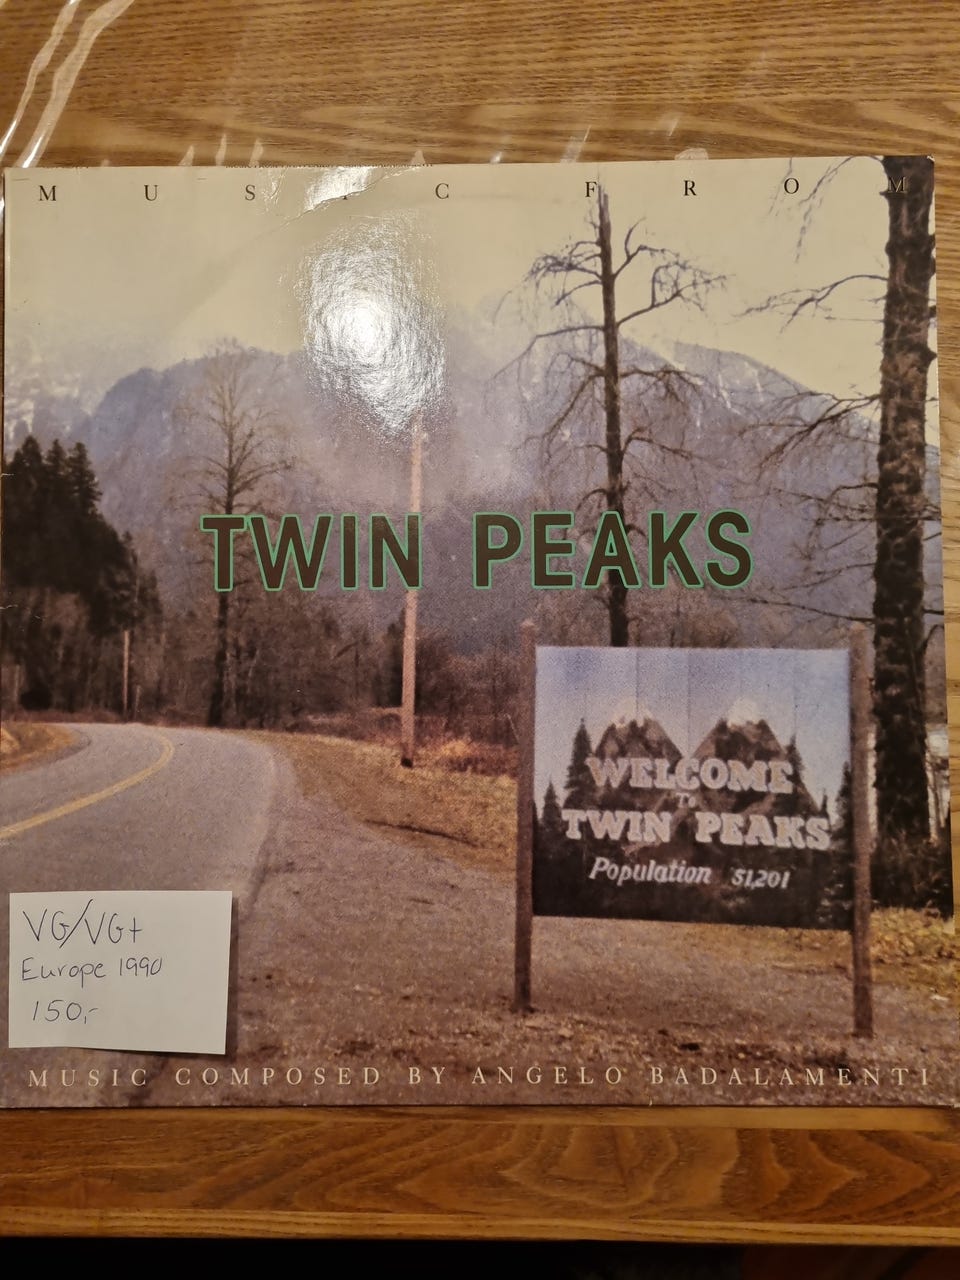 MUSIC FROM
TWIN PEAKS
WELCOME
To
TWIN PEAKS
Population 51,201
VG/VG+
Europe 1990
150,-
MUSIC COMPOSED BY ANGELO BADALAMENTI